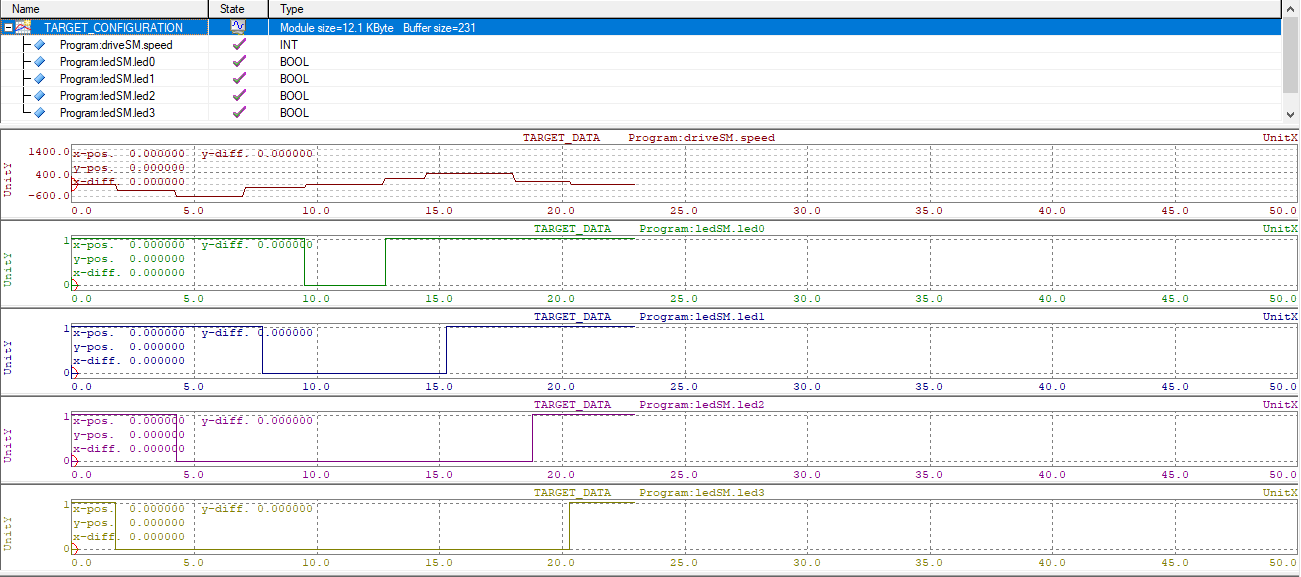 Name State Type
TARGET_CONFIGURATION Module size=12.1 KByte Buffer size=231
Program:driveSM.speed INT
Program:ledSM.led0 BOOL
Program:ledSM.led1 BOOL
Program:ledSM.led2 BOOL
Program:ledSM.led3 BOOL
TARGET_DATA Program:driveSM.speed UnitX
1400.0 x-pos. 0.000000 y-diff. 0.000000
y-pos. 0.000000
400.0 x-diff. 0.000000
UnitY
-600.0
0.0 5.0 10.0 15.0 20.0 25.0 30.0 35.0 40.0 45.0 50.0
TARGET_DATA Program:ledSM.led0 UnitX
1 x-pos. 0.000000 y-diff. 0.000000
y-pos. 0.000000
x-diff. 0.000000
UnitY
0
0.0 5.0 10.0 15.0 20.0 25.0 30.0 35.0 40.0 45.0 50.0
TARGET_DATA Program:ledSM.led1 UnitX
1 x-pos. 0.000000 y-diff. 0.000000
y-pos. 0.000000
x-diff. 0.000000
UnitY
0
0.0 5.0 10.0 15.0 20.0 25.0 30.0 35.0 40.0 45.0 50.0
TARGET_DATA Program:ledSM.led2 UnitX
1 x-pos. 0.000000 y-diff. 0.000000
y-pos. 0.000000
x-diff. 0.000000
UnitY
0
0.0 5.0 10.0 15.0 20.0 25.0 30.0 35.0 40.0 45.0 50.0
TARGET_DATA Program:ledSM.led3 UnitX
1 x-pos. 0.000000 y-diff. 0.000000
y-pos. 0.000000
x-diff. 0.000000
UnitY
0
0.0 5.0 10.0 15.0 20.0 25.0 30.0 35.0 40.0 45.0 50.0